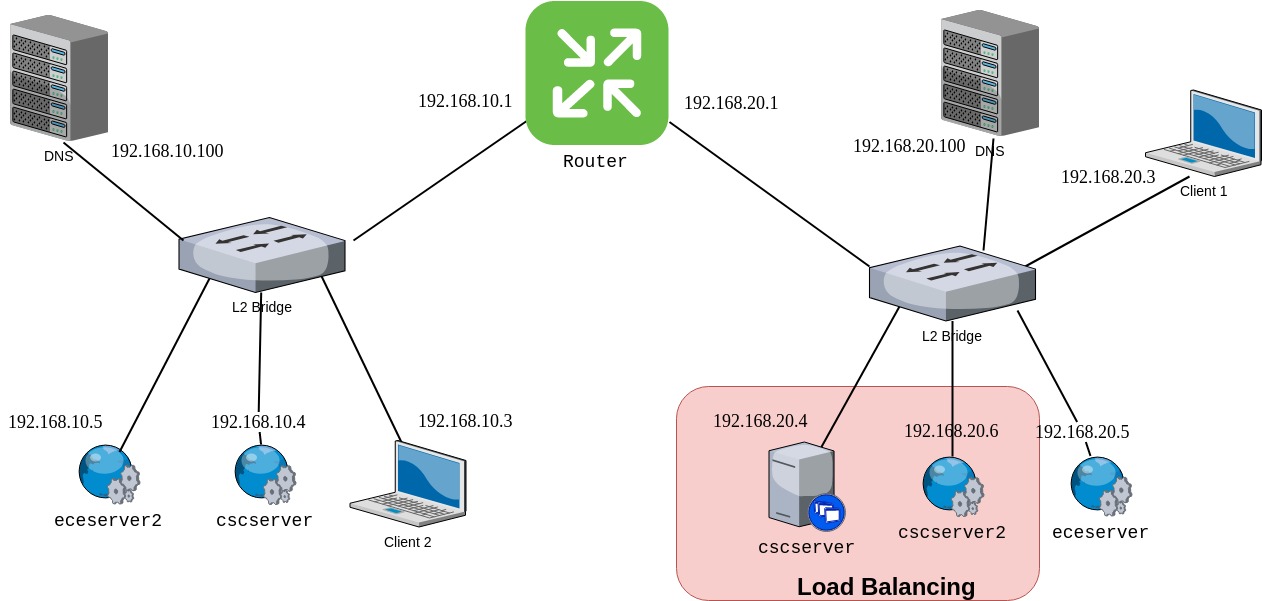 192.168.10.1
192.168.20.1
DNS
192.168.10.100
Router
192.168.20.100
DNS
192.168.20.3
Client 1
L2 Bridge
L2 Bridge
192.168.10.5
192.168.10.4
192.168.10.3
192.168.20.4
192.168.20.6
192.168.20.5
eceserver2
cscserver
Client 2
cscserver
cscserver2
eceserver
Load Balancing